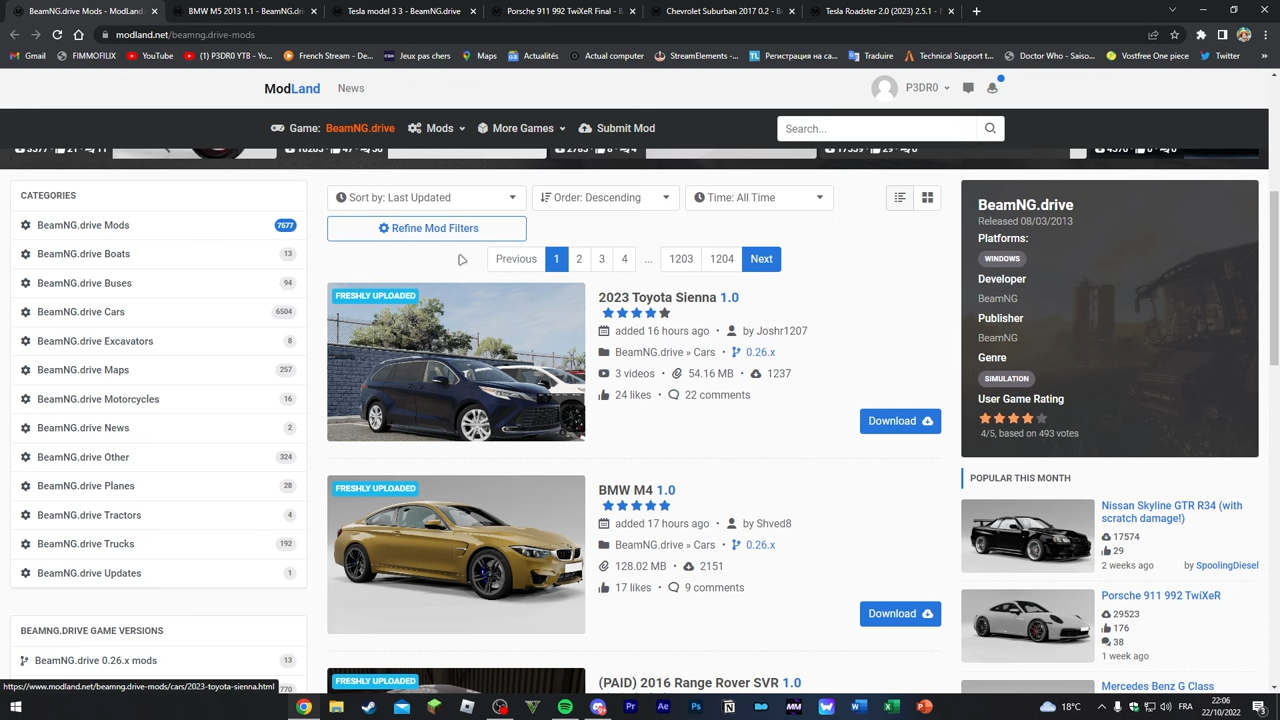 BeamNG.drive Mods -
BMW M5 2013 1.1 - Be
Tesla model 3 - Beam
Porsche 911 992 TwiXeR Final -
Chevrolet Suburban 2017 0.2 - B
Tesla Roadster 2.0 2.1 - Beam
modland.net/beamng.drive-mods
Gmail
FIMMOFLIX
YouTube
(1) P3DR0 YTB - Yo...
French Stream - De...
Jeux pas chers
Maps
Actualités
Actual computer
StreamElements -...
Регистрация на са...
Traduire
Technical Support t...
Doctor Who - Saiso...
Vostfree One piece
Twitter
»
ModLand
News
P3DR0
Game: BeamNG.drive
Mods
More Games
Submit Mod
Search...
CATEGORIES
BeamNG.drive Mods 7577
BeamNG.drive Boats 13
BeamNG.drive Buses 94
BeamNG.drive Cars 6504
BeamNG.drive Excavators 8
BeamNG.drive Maps 257
BeamNG.drive Motorcycles 16
BeamNG.drive News 2
BeamNG.drive Other 324
BeamNG.drive Planes 28
BeamNG.drive Tractors 4
BeamNG.drive Trucks 192
BeamNG.drive Updates 1
BEAMNG.DRIVE GAME VERSIONS
BeamNG.drive 0.26.x mods 13
770
https://www.modland.net/beamng.drive-mods/cars/2023-toyota-sienna.html
Sort by: Last Updated
Order: Descending
Time: All Time
Refine Mod Filters
Previous 1 2 3 4 ... 1203 1204 Next
FRESHLY UPLOADED
2023 Toyota Sienna 1.0
added 16 hours ago • by Joshr1207
BeamNG.drive » Cars • 0.26.x
3 videos • 54.16 MB • 1237
24 likes • 22 comments
Download
FRESHLY UPLOADED
BMW M4 1.0
added 17 hours ago • by Shved8
BeamNG.drive » Cars • 0.26.x
128.02 MB • 2151
17 likes • 9 comments
Download
FRESHLY UPLOADED
(PAID) 2016 Range Rover SVR 1.0
BeamNG.drive
Released 08/03/2013
Platforms:
WINDOWS
Developer
BeamNG
Publisher
BeamNG
Genre
SIMULATION
User Game Rating
4/5, based on 493 votes
POPULAR THIS MONTH
Nissan Skyline GTR R34 (with
scratch damage!)
17574
29
2 weeks ago by SpoolingDiesel
Porsche 911 992 TwiXeR
29523
176
38
1 week ago
Mercedes Benz G Class
18°C
FRA
22:06
22/10/2022